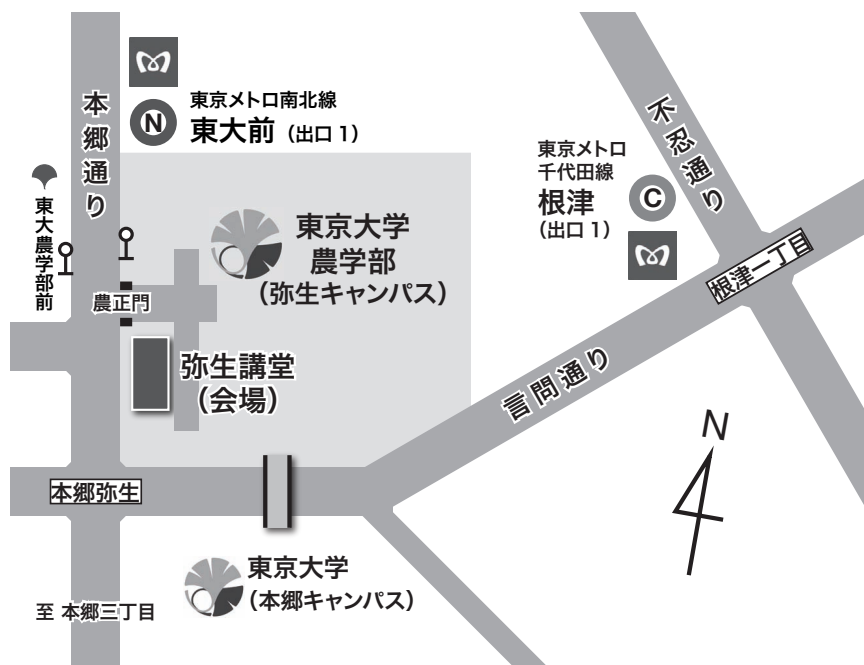 本郷通り
N
東京メトロ南北線
東大前（出口 1）
不忍通り
東京メトロ
千代田線
根津
（出口 1）
C
東大農学部前
東京大学
農学部
（弥生キャンパス）
根津一丁目
農正門
弥生講堂
（会場）
言問通り
N
本郷弥生
東京大学
（本郷キャンパス）
至 本郷三丁目